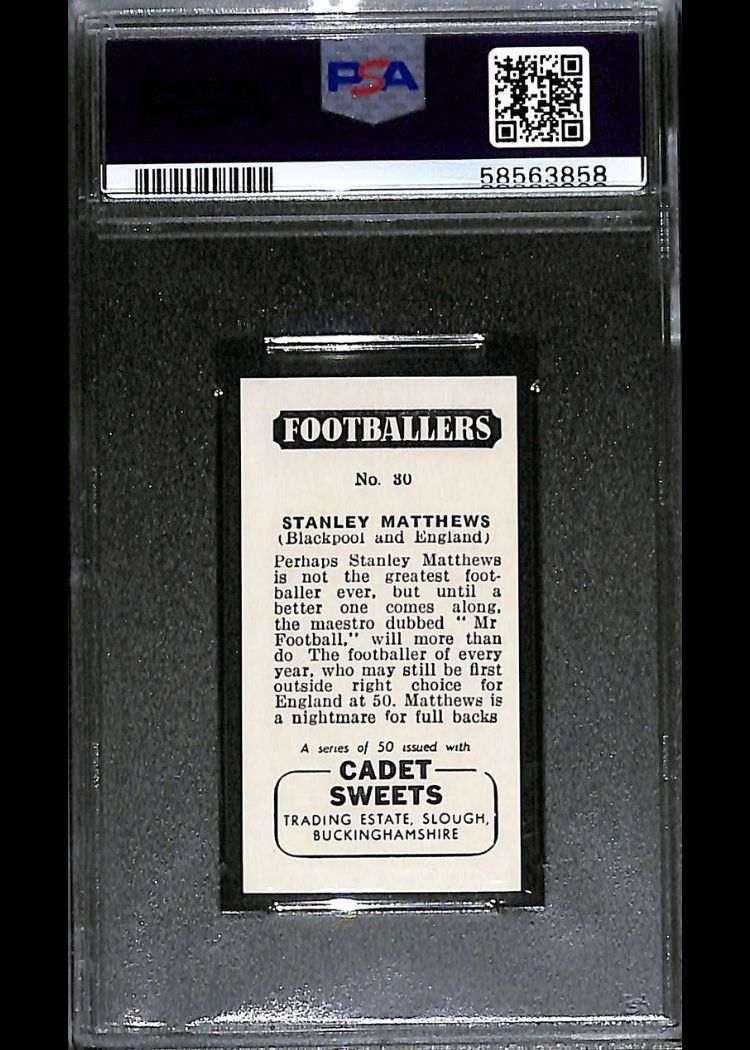 PSA
58563858
FOOTBALLERS
No. 30
STANLEY MATTHEWS
(Blackpool and England)
Perhaps Stanley Matthews
is not the greatest foot-
baller ever, but until a
better one comes along,
the maestro dubbed " Mr
Football," will more than
do The footballer of every
year, who may still be first
outside right choice for
England at 50. Matthews is
a nightmare for full backs
A series of 50 issued with
CADET
SWEETS
TRADING ESTATE, SLOUGH,
BUCKINGHAMSHIRE